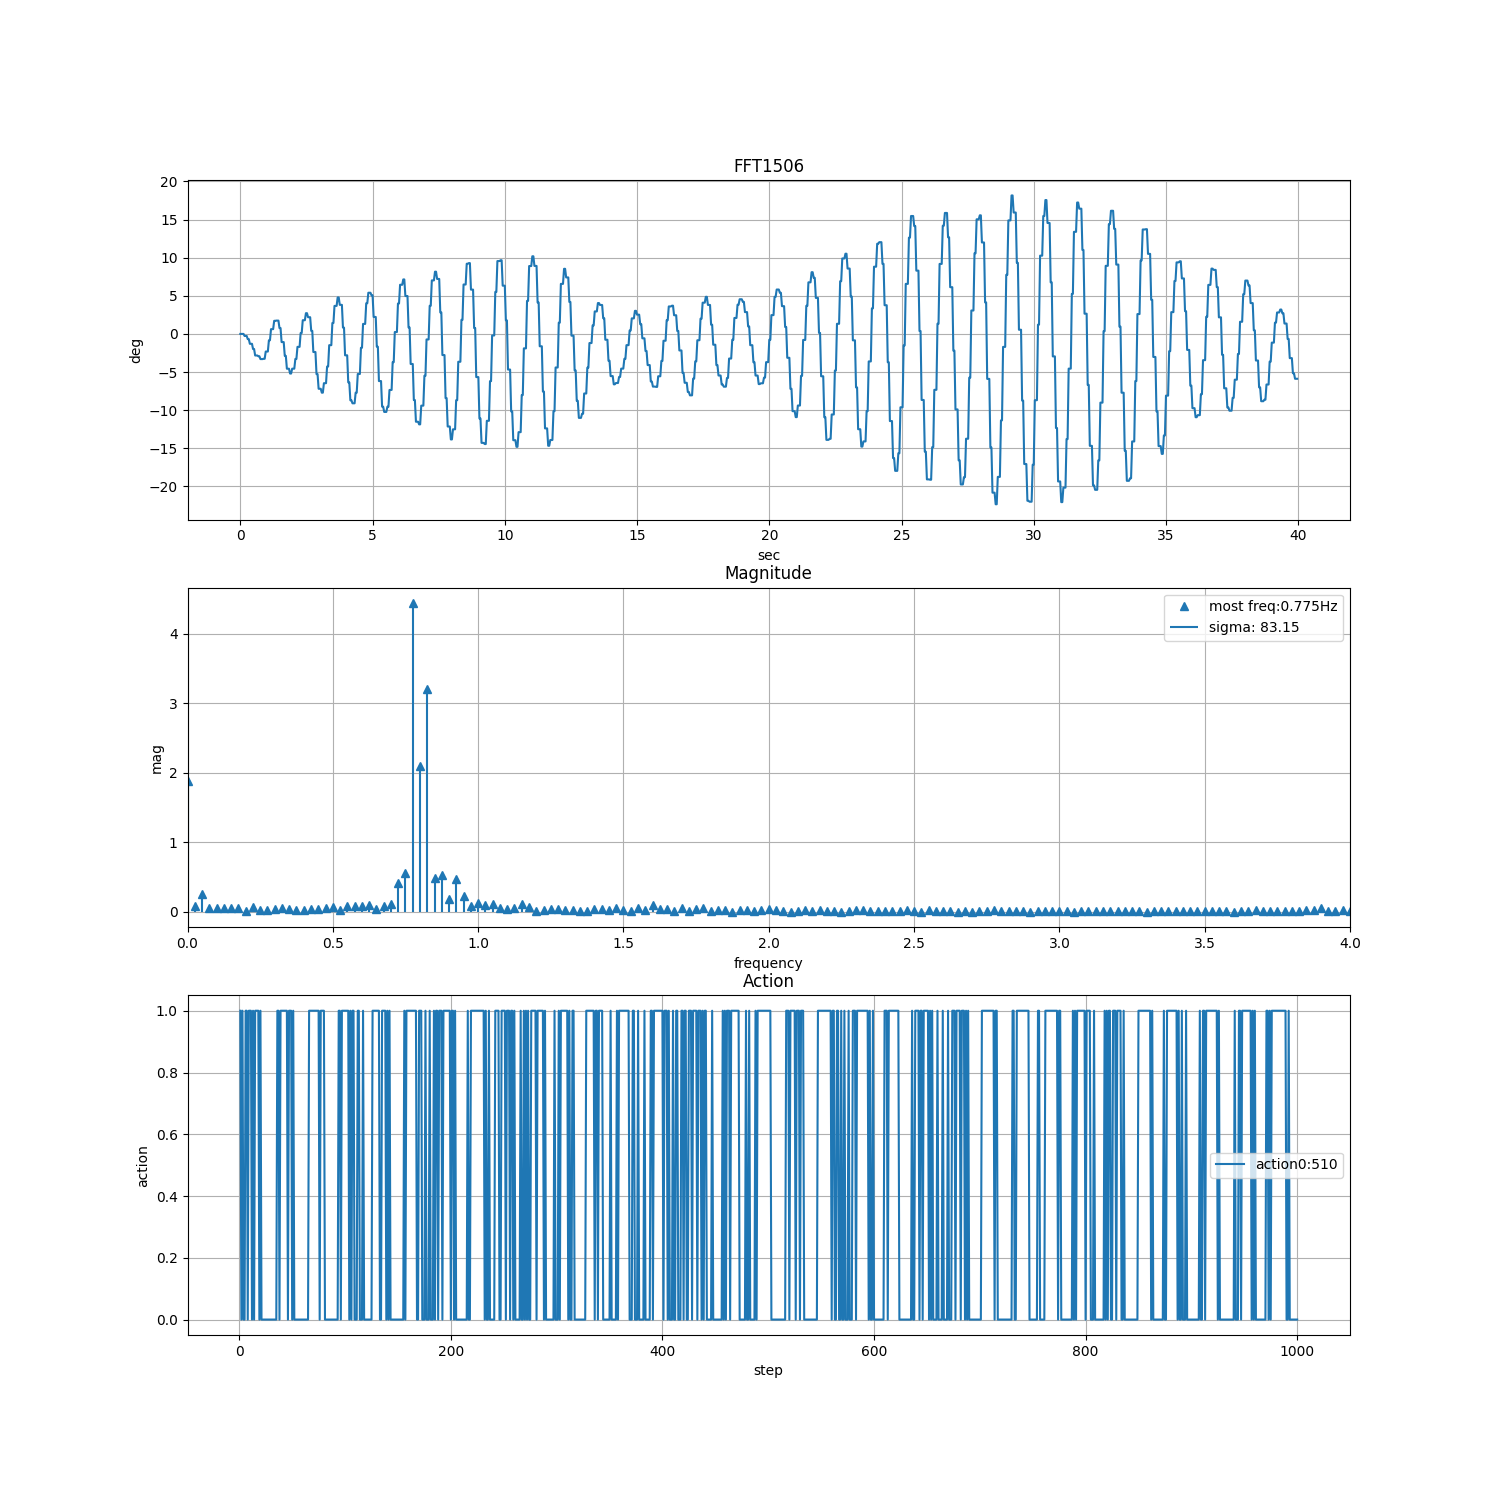 FFT1506
20
15
10
5
0
−5
−10
−15
−20
deg
0 5 10 15 20 25 30 35 40
sec
Magnitude
most freq:0.775Hz
sigma: 83.15
4
3
2
1
0
mag
0.0 0.5 1.0 1.5 2.0 2.5 3.0 3.5 4.0
frequency
Action
1.0
0.8
0.6
0.4
0.2
0.0
action
action0:510
0 200 400 600 800 1000
step